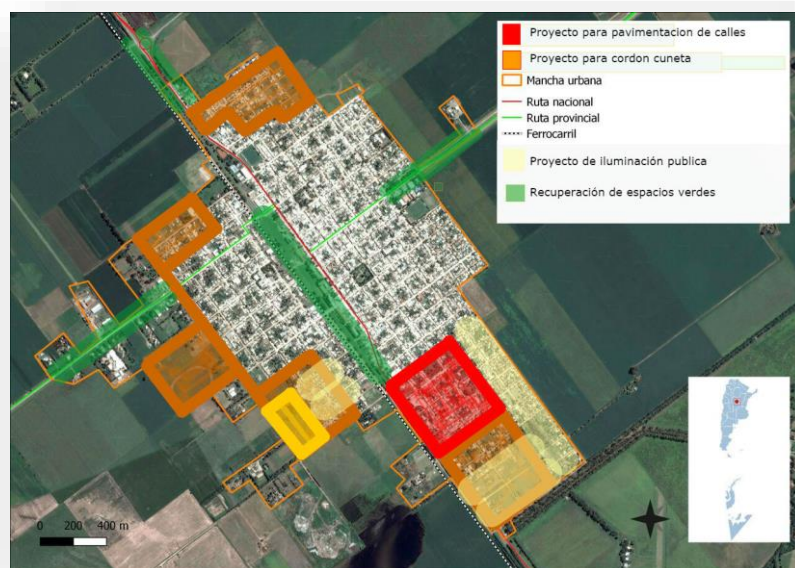 Proyecto para pavimentacion de calles
Proyecto para cordon cuneta
Mancha urbana
Ruta nacional
Ruta provincial
Ferrocarril
Proyecto de iluminación publica
Recuperación de espacios verdes
0 200 400 m